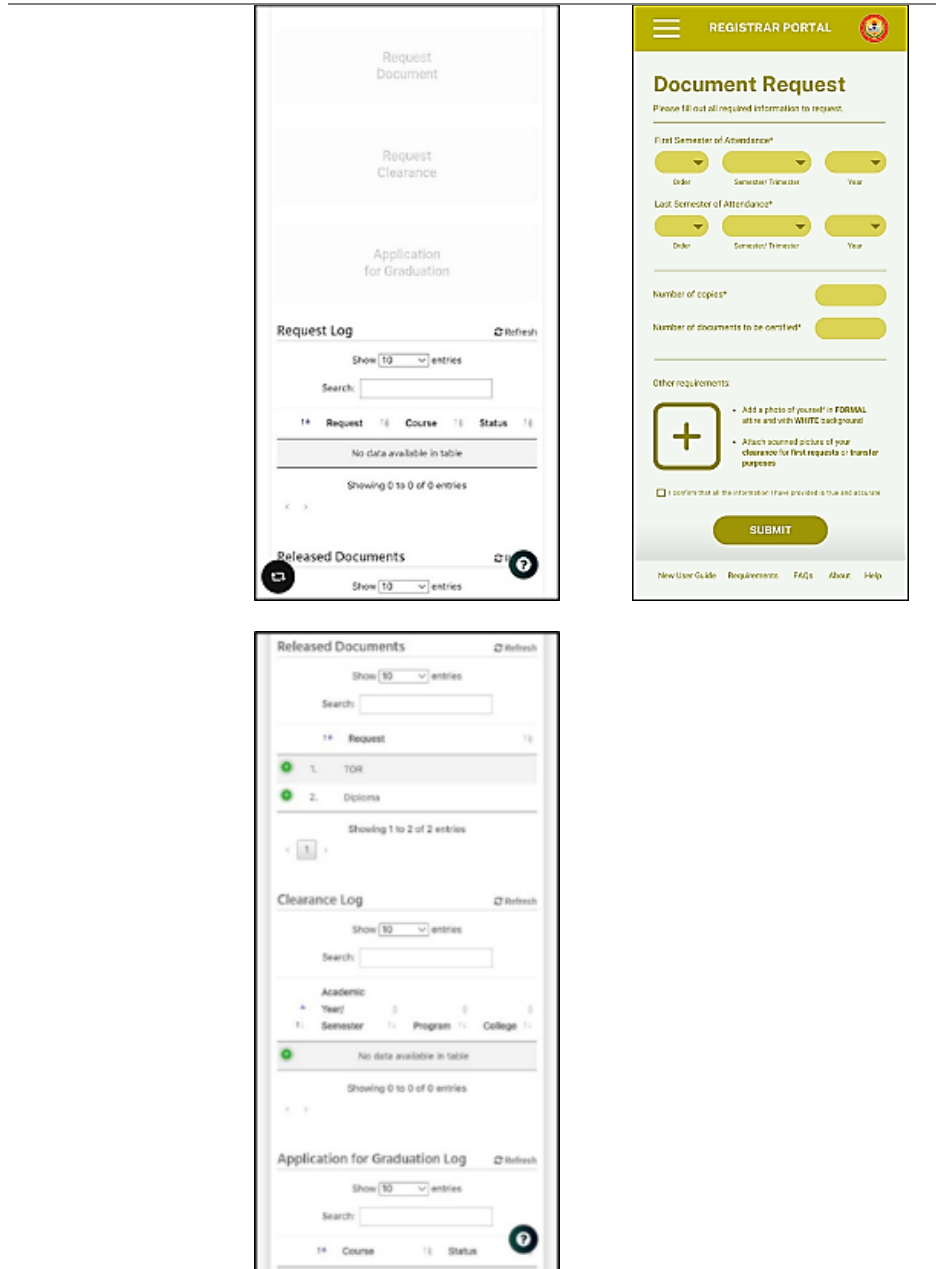 Request
Document
Request
Clearance
Application
for Graduation
Request Log
Refresh
Show 10 entries
Search:
Request Course Status
No data available in table
Showing 0 to 0 of 0 entries
Released Documents
Show 10 entries
REGISTRAR PORTAL
Document Request
Please fill out all required information to request.
First Semester of Attendance*
Order Semester/ Trimester Year
Last Semester of Attendance*
Order Semester/ Trimester Year
Number of copies*
Number of documents to be certified*
Other requirements:
• Add a photo of yourself in FORMAL
attire and with WHITE background
• Attach scanned picture of your
clearance for first requests or transfer
purposes
I confirm that all the information I have provided is true and accurate
SUBMIT
New User Guide Requirements FAQs About Help
Released Documents
Refresh
Show 10 entries
Search:
Request
1. TOR
2. Diploma
Showing 1 to 2 of 2 entries
‹ 1 ›
Clearance Log
Refresh
Show 10 entries
Search:
Academic
Year/
Semester Program College
No data available in table
Showing 0 to 0 of 0 entries
Application for Graduation Log
Refresh
Show 10 entries
Search:
Course Status